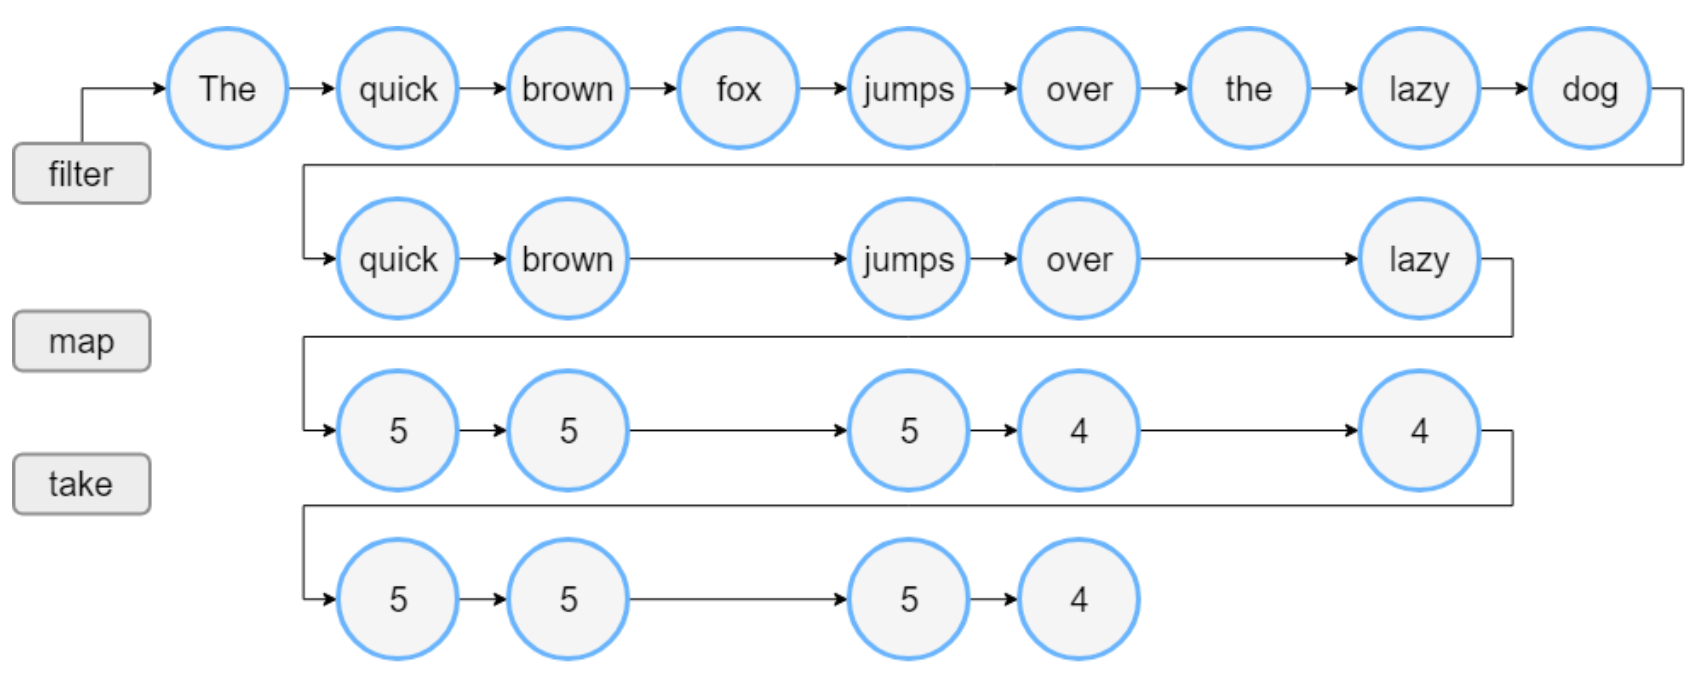 The quick brown fox jumps over the lazy dog
filter
quick brown jumps over lazy
map
5 5 5 4 4
take
5 5 5 4